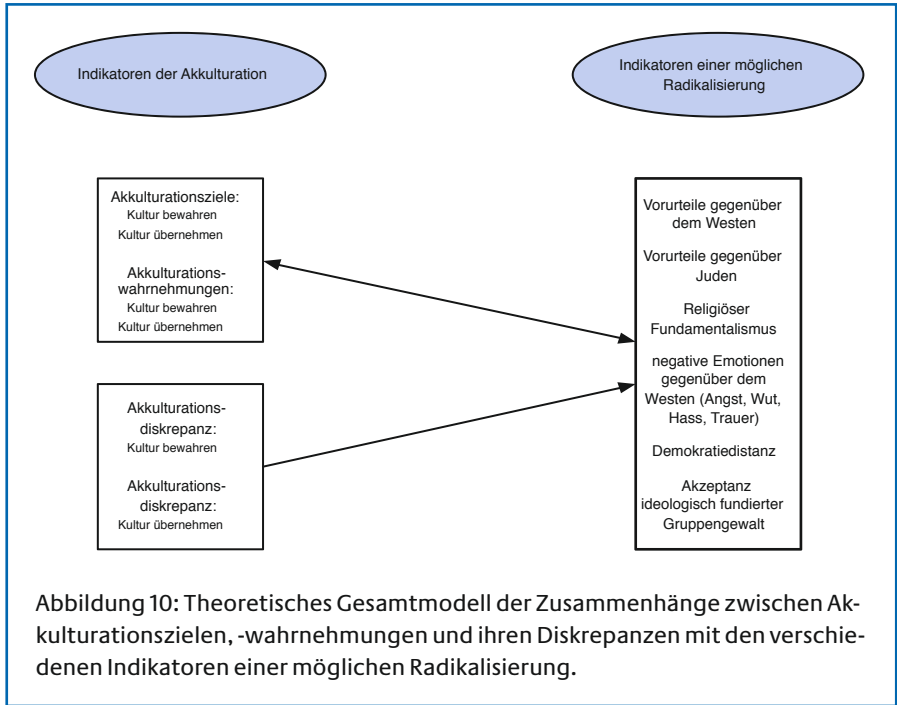 Indikatoren der Akkulturation
Indikatoren einer möglichen
Radikalisierung
Akkulturationsziele:
Kultur bewahren
Kultur übernehmen
Akkulturations-
wahrnehmungen:
Kultur bewahren
Kultur übernehmen
Akkulturations-
diskrepanz:
Kultur bewahren
Akkulturations-
diskrepanz:
Kultur übernehmen
Vorurteile gegenüber
dem Westen
Vorurteile gegenüber
Juden
Religiöser
Fundamentalismus
negative Emotionen
gegenüber dem
Westen (Angst, Wut,
Hass, Trauer)
Demokratiedistanz
Akzeptanz
ideologisch fundierter
Gruppengewalt
Abbildung 10: Theoretisches Gesamtmodell der Zusammenhänge zwischen Ak-
kulturationszielen, -wahrnehmungen und ihren Diskrepanzen mit den verschie-
denen Indikatoren einer möglichen Radikalisierung.